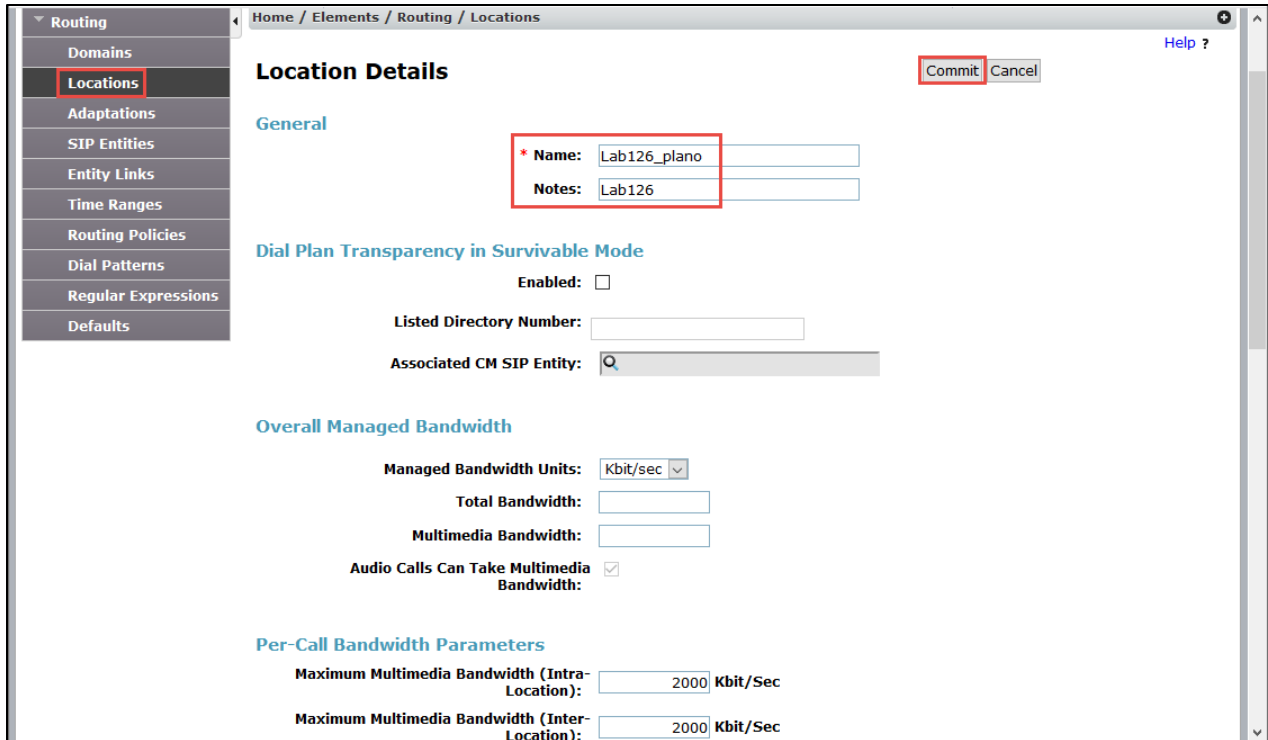 Routing
Home / Elements / Routing / Locations
Domains
Help ?
Locations
Location Details
Commit Cancel
Adaptations
General
SIP Entities
* Name: Lab126_plano
Entity Links
Notes: Lab126
Time Ranges
Routing Policies
Dial Plan Transparency in Survivable Mode
Dial Patterns
Enabled:
Regular Expressions
Listed Directory Number:
Defaults
Associated CM SIP Entity:
Overall Managed Bandwidth
Managed Bandwidth Units: Kbit/sec
Total Bandwidth:
Multimedia Bandwidth:
Audio Calls Can Take Multimedia
Bandwidth:
Per-Call Bandwidth Parameters
Maximum Multimedia Bandwidth (Intra-
Location): 2000 Kbit/Sec
Maximum Multimedia Bandwidth (Inter-
Location): 2000 Kbit/Sec